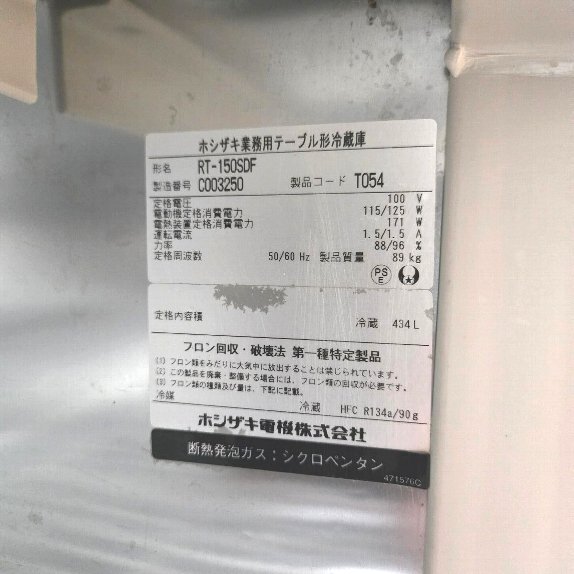 ホシザキ業務用テーブル形冷蔵庫
形名 RT-150SDF
製造番号 C003250 製品コード T054
定格電圧 100 V
電動機定格消費電力 115/125 W
電熱装置定格消費電力 171 W
運転電流 1.5/1.5 A
力率 88/96 %
定格周波数 50/60 Hz 製品質量 89 kg
PS E
定格内容積 冷蔵 434 L
フロン回収・破壊法 第一種特定製品
(1) フロン類をみだりに大気中に放出することは禁じられています。
(2) この製品を廃棄・整備する場合には、フロン類の回収が必要です。
(3) フロン類の種類及び量は、下記に記載。
冷媒
冷蔵 HFC R134a/90g
ホシザキ電機株式会社
断熱発泡ガス：シクロペンタン
471576C